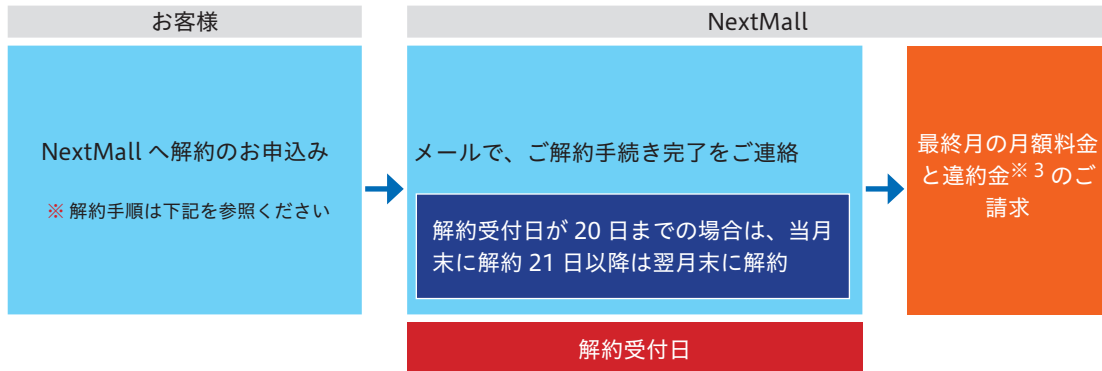 お客様
NextMall
NextMall へ解約のお申込み
※ 解約手順は下記を参照ください
メールで、ご解約手続き完了をご連絡
解約受付日が 20 日までの場合は、当月
末に解約 21 日以降は翌月末に解約
解約受付日
最終月の月額料金
と違約金※ 3 のご
請求